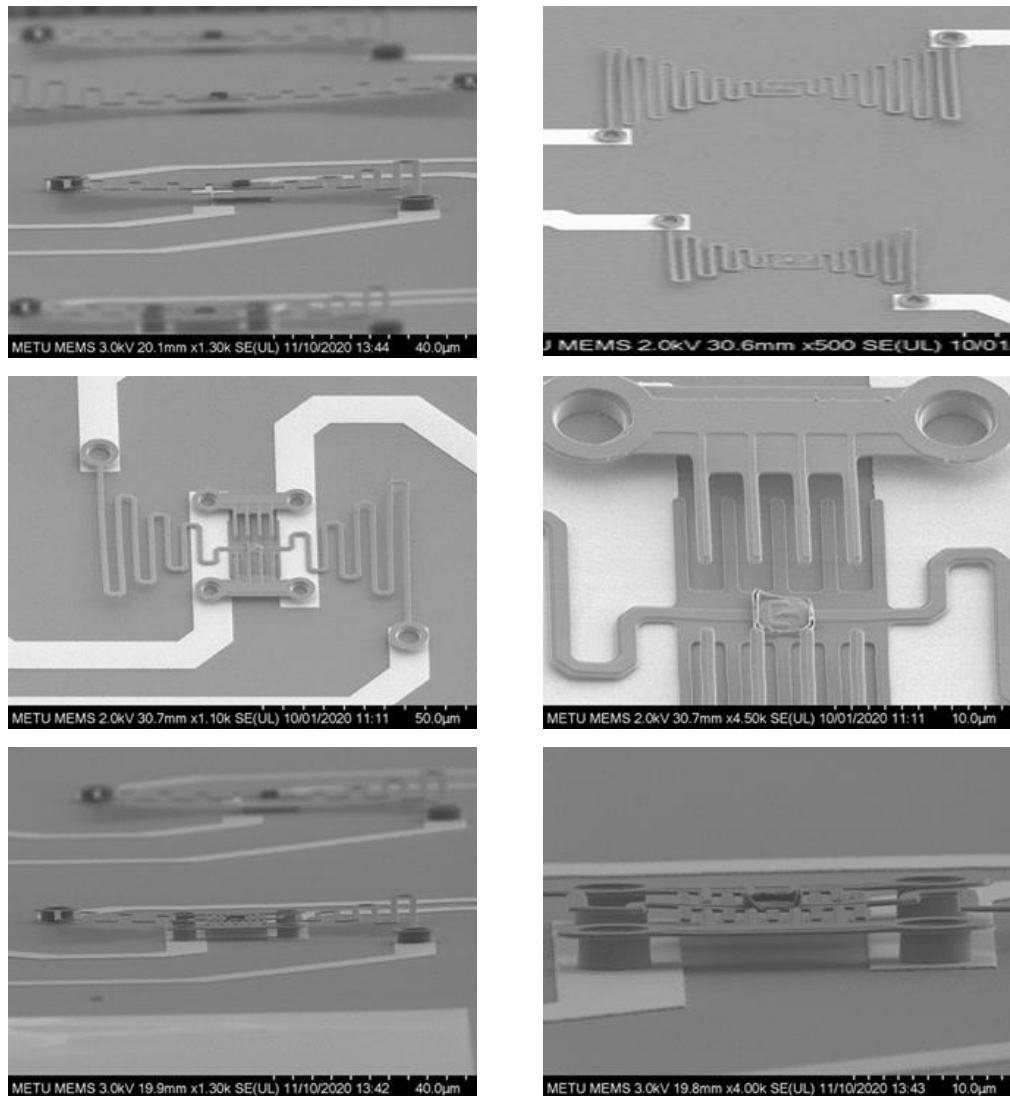 METU MEMS 3.0kV 20.1mm x1.30k SE(UL) 11/10/2020 13:44 40.0µm
J MEMS 2.0kV 30.6mm x500 SE(UL) 10/01
METU MEMS 2.0kV 30.7mm x1.10k SE(UL) 10/01/2020 11:11 50.0µm
METU MEMS 2.0kV 30.7mm x4.50k SE(UL) 10/01/2020 11:11 10.0µm
METU MEMS 3.0kV 19.9mm x1.30k SE(UL) 11/10/2020 13:42 40.0µm
METU MEMS 3.0kV 19.8mm x4.00k SE(UL) 11/10/2020 13:43 10.0µm